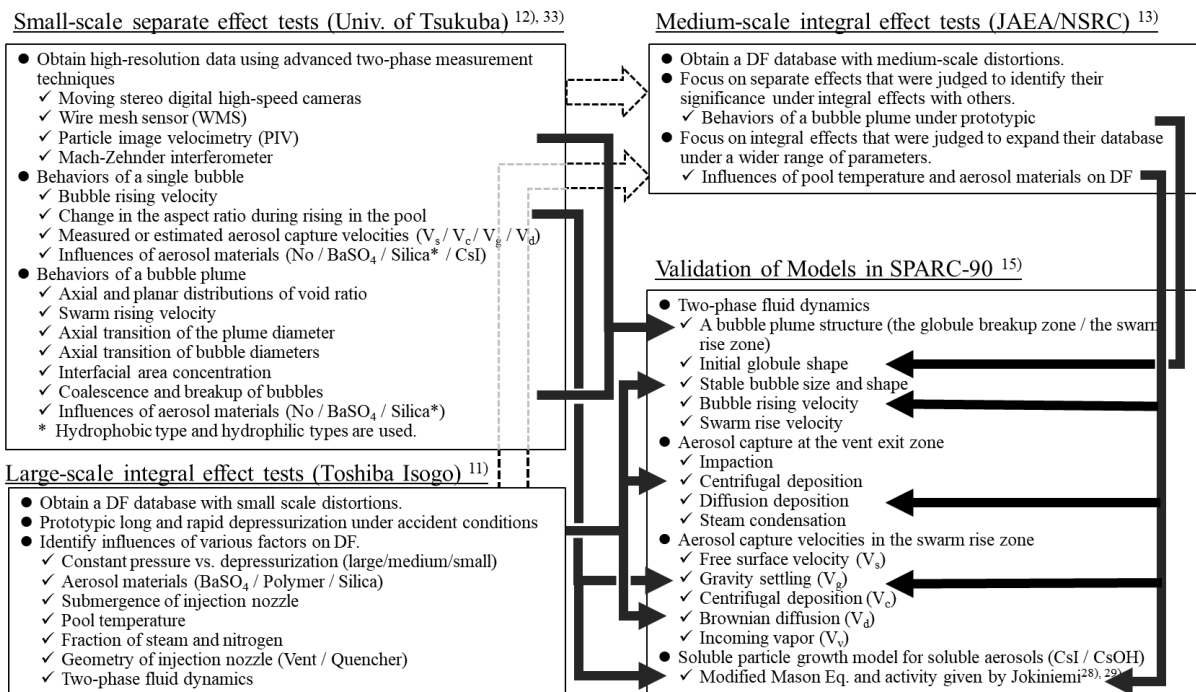 Small-scale separate effect tests (Univ. of Tsukuba) 12), 33)
● Obtain high-resolution data using advanced two-phase measurement
techniques
✓ Moving stereo digital high-speed cameras
✓ Wire mesh sensor (WMS)
✓ Particle image velocimetry (PIV)
✓ Mach-Zehnder interferometer
● Behaviors of a single bubble
✓ Bubble rising velocity
✓ Change in the aspect ratio during rising in the pool
✓ Measured or estimated aerosol capture velocities (Vs / Vc / Vg / Vd)
✓ Influences of aerosol materials (No / BaSO4 / Silica* / CsI)
● Behaviors of a bubble plume
✓ Axial and planar distributions of void ratio
✓ Swarm rising velocity
✓ Axial transition of the plume diameter
✓ Axial transition of bubble diameters
✓ Interfacial area concentration
✓ Coalescence and breakup of bubbles
✓ Influences of aerosol materials (No / BaSO4 / Silica*)
* Hydrophobic type and hydrophilic types are used.
Large-scale integral effect tests (Toshiba Isogo) 11)
● Obtain a DF database with small scale distortions.
● Prototypic long and rapid depressurization under accident conditions
● Identify influences of various factors on DF.
✓ Constant pressure vs. depressurization (large/medium/small)
✓ Aerosol materials (BaSO4 / Polymer / Silica)
✓ Submergence of injection nozzle
✓ Pool temperature
✓ Fraction of steam and nitrogen
✓ Geometry of injection nozzle (Vent / Quencher)
✓ Two-phase fluid dynamics
Medium-scale integral effect tests (JAEA/NSRC) 13)
● Obtain a DF database with medium-scale distortions.
● Focus on separate effects that were judged to identify their
significance under integral effects with others.
✓ Behaviors of a bubble plume under prototypic
● Focus on integral effects that were judged to expand their database
under a wider range of parameters.
✓ Influences of pool temperature and aerosol materials on DF
Validation of Models in SPARC-90 15)
● Two-phase fluid dynamics
✓ A bubble plume structure (the globule breakup zone / the swarm
rise zone)
✓ Initial globule shape
✓ Stable bubble size and shape
✓ Bubble rising velocity
✓ Swarm rise velocity
● Aerosol capture at the vent exit zone
✓ Impaction
✓ Centrifugal deposition
✓ Diffusion deposition
✓ Steam condensation
● Aerosol capture velocities in the swarm rise zone
✓ Free surface velocity (Vs)
✓ Gravity settling (Vg)
✓ Centrifugal deposition (Vc)
✓ Brownian diffusion (Vd)
✓ Incoming vapor (Vv)
● Soluble particle growth model for soluble aerosols (CsI / CsOH)
✓ Modified Mason Eq. and activity given by Jokiniemi28), 29)